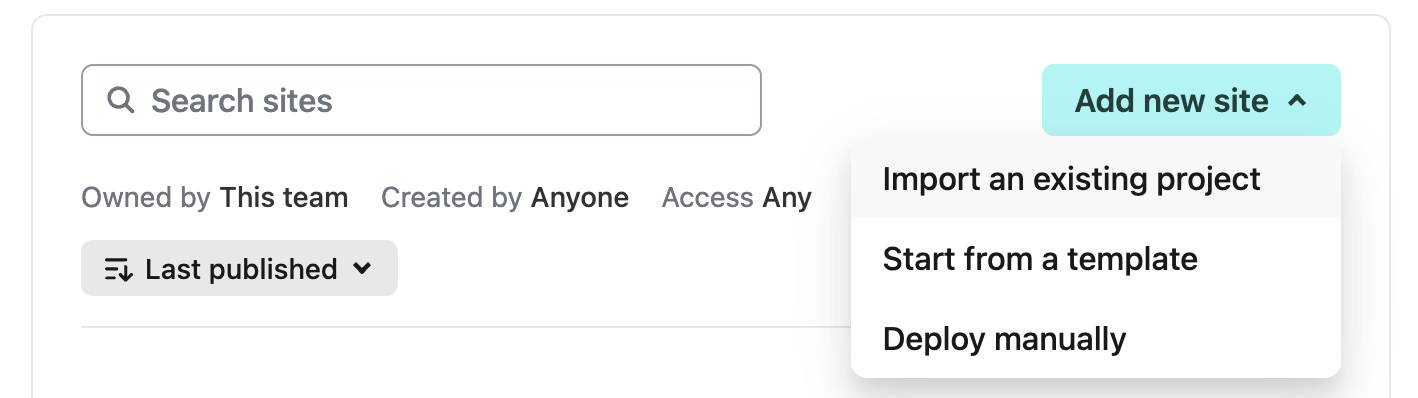 Search sites
Add new site
Import an existing project
Owned by This team Created by Anyone Access Any
Start from a template
Last published
Deploy manually